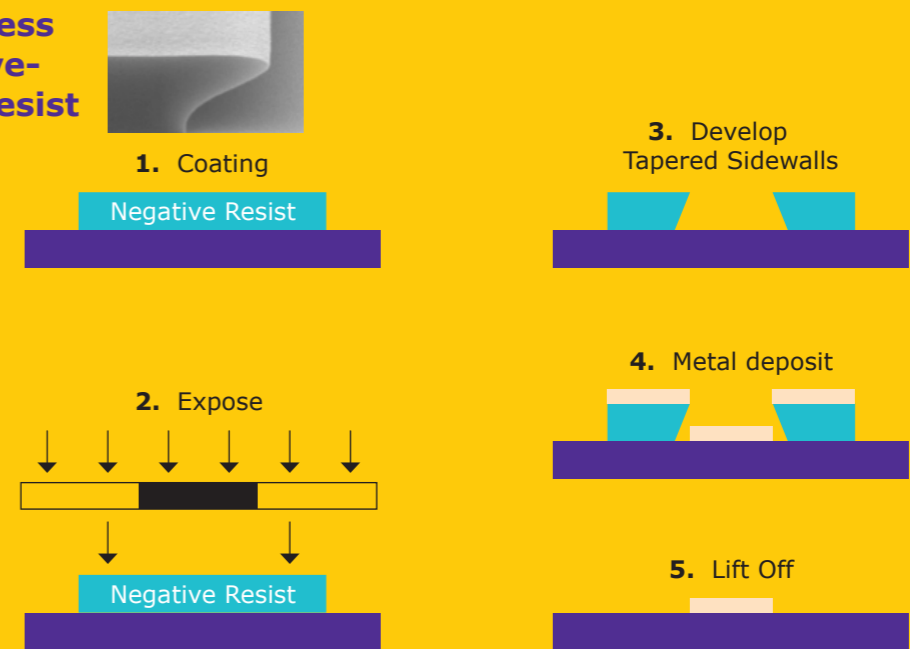 ess
ve-
esist
1. Coating
Negative Resist
2. Expose
Negative Resist
3. Develop
Tapered Sidewalls
4. Metal deposit
5. Lift Off